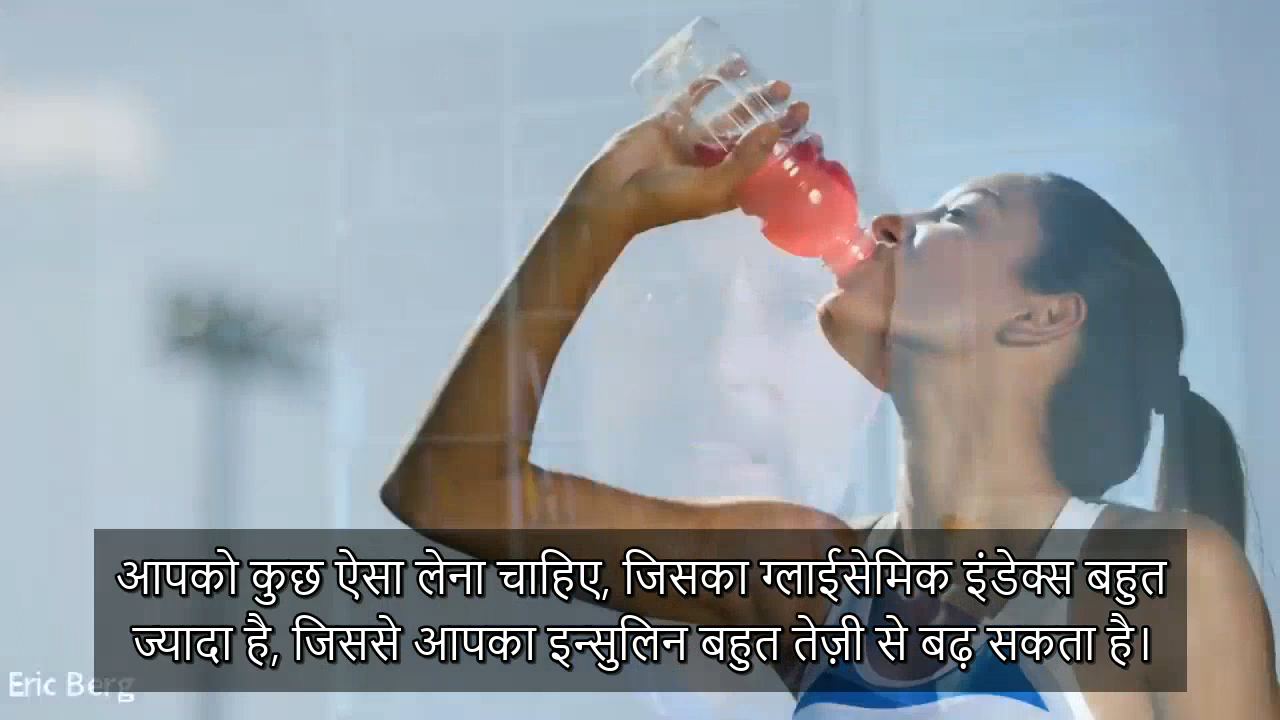 आपको कुछ ऐसा लेना चाहिए, जिसका ग्लाईसेमिक इंडेक्स बहुत
ज्यादा है, जिससे आपका इन्सुलिन बहुत तेज़ी से बढ़ सकता है।
Eric Berg